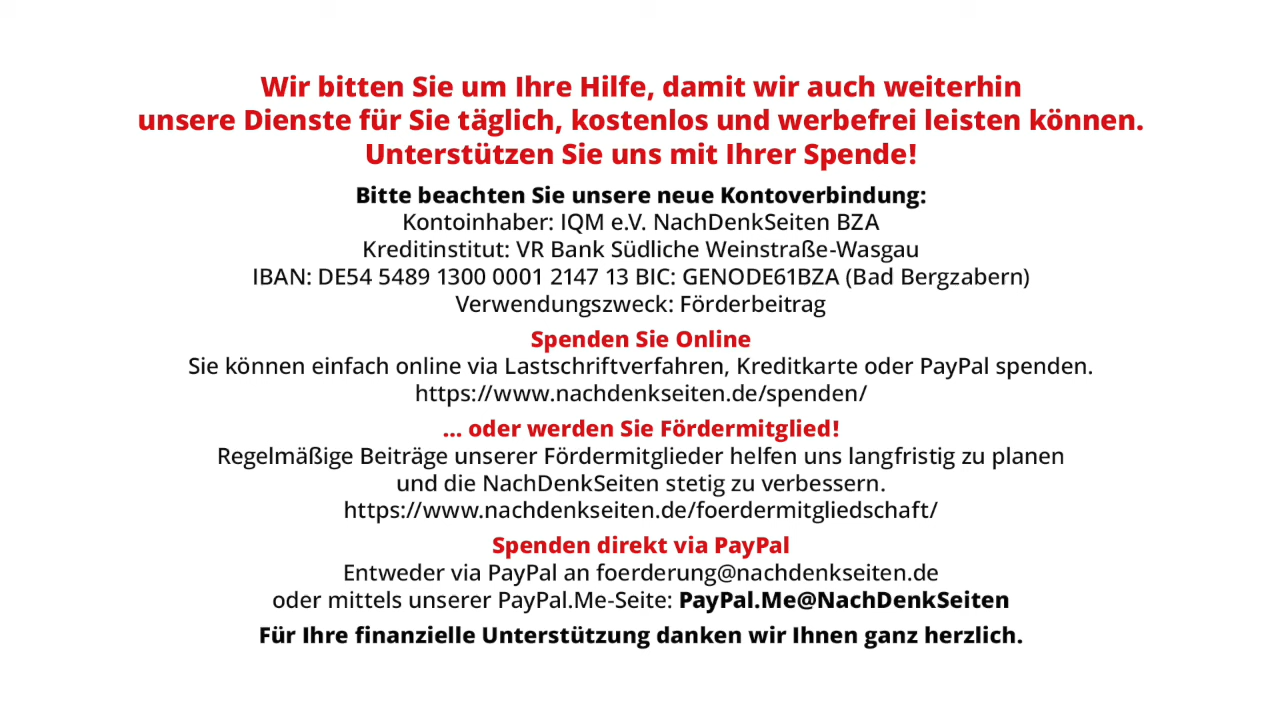 Wir bitten Sie um Ihre Hilfe, damit wir auch weiterhin
unsere Dienste für Sie täglich, kostenlos und werbefrei leisten können.
Unterstützen Sie uns mit Ihrer Spende!
Bitte beachten Sie unsere neue Kontoverbindung:
Kontoinhaber: IQM e.V. NachDenkSeiten BZA
Kreditinstitut: VR Bank Südliche Weinstraße-Wasgau
IBAN: DE54 5489 1300 0001 2147 13 BIC: GENODE61BZA (Bad Bergzabern)
Verwendungszweck: Förderbeitrag
Spenden Sie Online
Sie können einfach online via Lastschriftverfahren, Kreditkarte oder PayPal spenden.
https://www.nachdenkseiten.de/spenden/
... oder werden Sie Fördermitglied!
Regelmäßige Beiträge unserer Fördermitglieder helfen uns langfristig zu planen
und die NachDenkSeiten stetig zu verbessern.
https://www.nachdenkseiten.de/foerdermitgliedschaft/
Spenden direkt via PayPal
Entweder via PayPal an foerderung@nachdenkseiten.de
oder mittels unserer PayPal.Me-Seite: PayPal.Me@NachDenkSeiten
Für Ihre finanzielle Unterstützung danken wir Ihnen ganz herzlich.